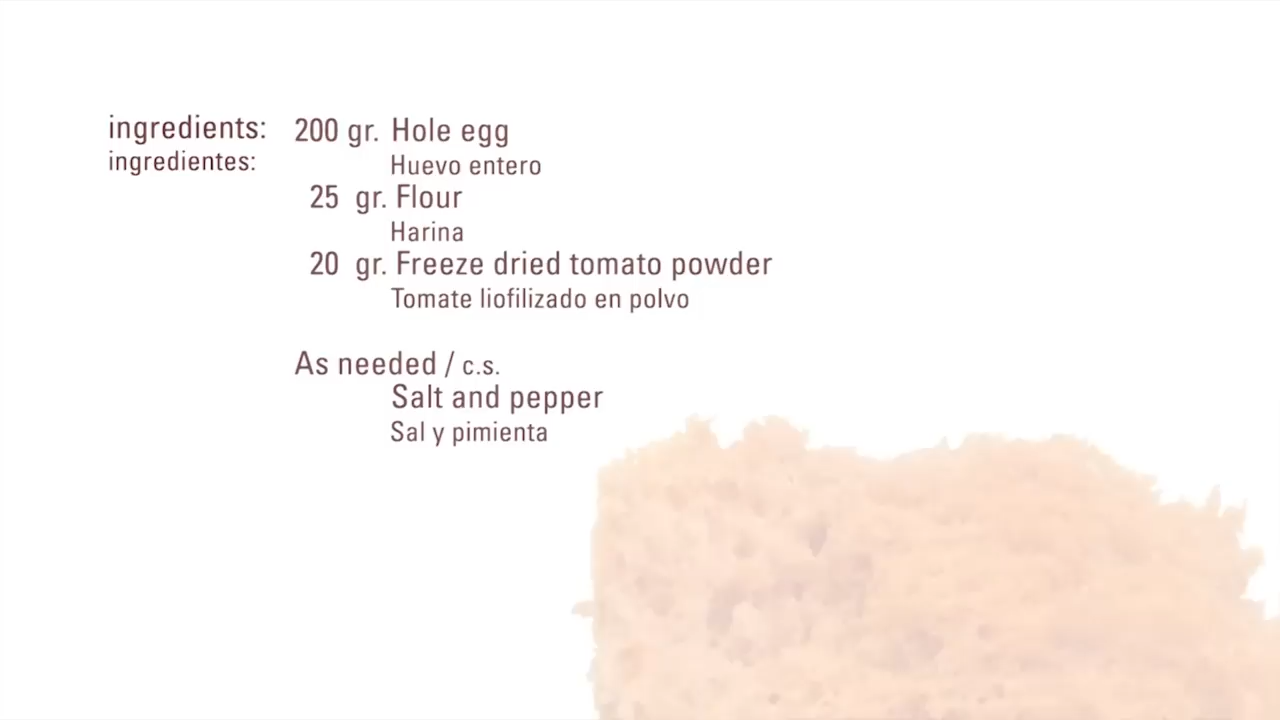 ingredients: 200 gr. Hole egg
ingredientes: Huevo entero
25 gr. Flour
Harina
20 gr. Freeze dried tomato powder
Tomate liofilizado en polvo
As needed / c.s.
Salt and pepper
Sal y pimienta